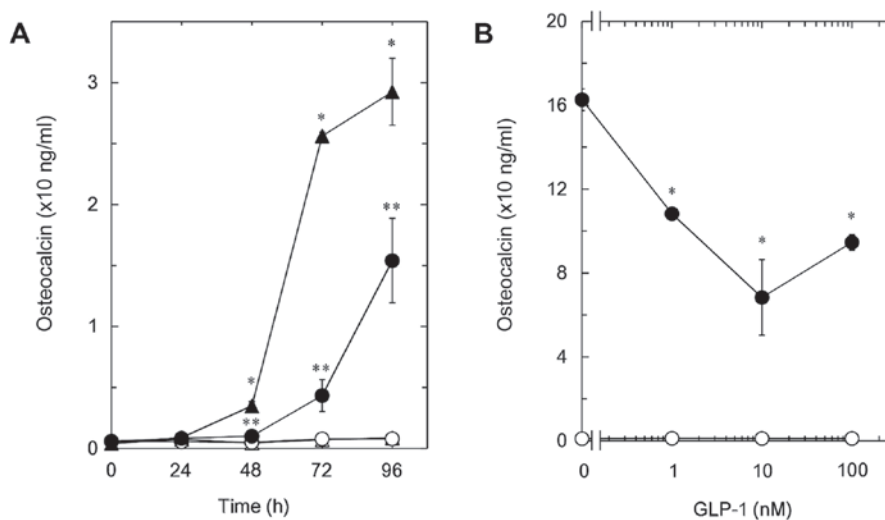 A
Osteocalcin (x10 ng/ml)
3
2
1
0
*
*
*
**
**
**
0 24 48 72 96
Time (h)
B
Osteocalcin (x10 ng/ml)
20
16
12
8
4
0
*
*
*
0 1 10 100
GLP-1 (nM)